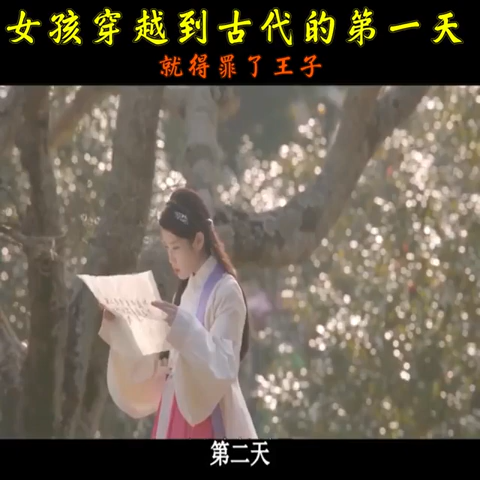 女孩穿越到古代的第一天
就得罪了王子
第二天